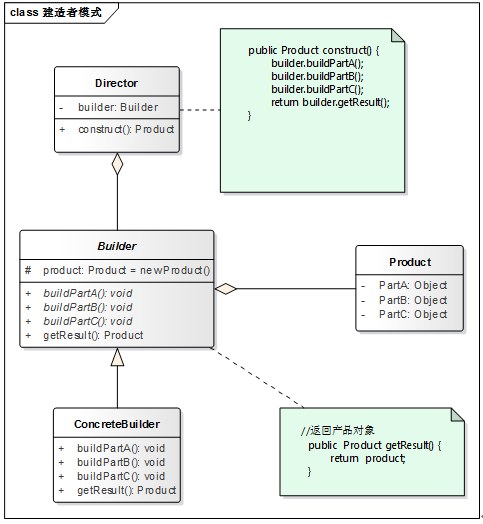 class 建造者模式
Director
- builder: Builder
+ construct(): Product
public Product construct() {
builder.buildPartA();
builder.buildPartB();
builder.buildPartC();
return builder.getResult();
}
Builder
# product: Product = newProduct()
+ buildPartA(): void
+ buildPartB(): void
+ buildPartC(): void
+ getResult(): Product
Product
- PartA: Object
- PartB: Object
- PartC: Object
ConcreteBuilder
+ buildPartA(): void
+ buildPartB(): void
+ buildPartC(): void
+ getResult(): Product
//返回产品对象
public Product getResult() {
return product;
}